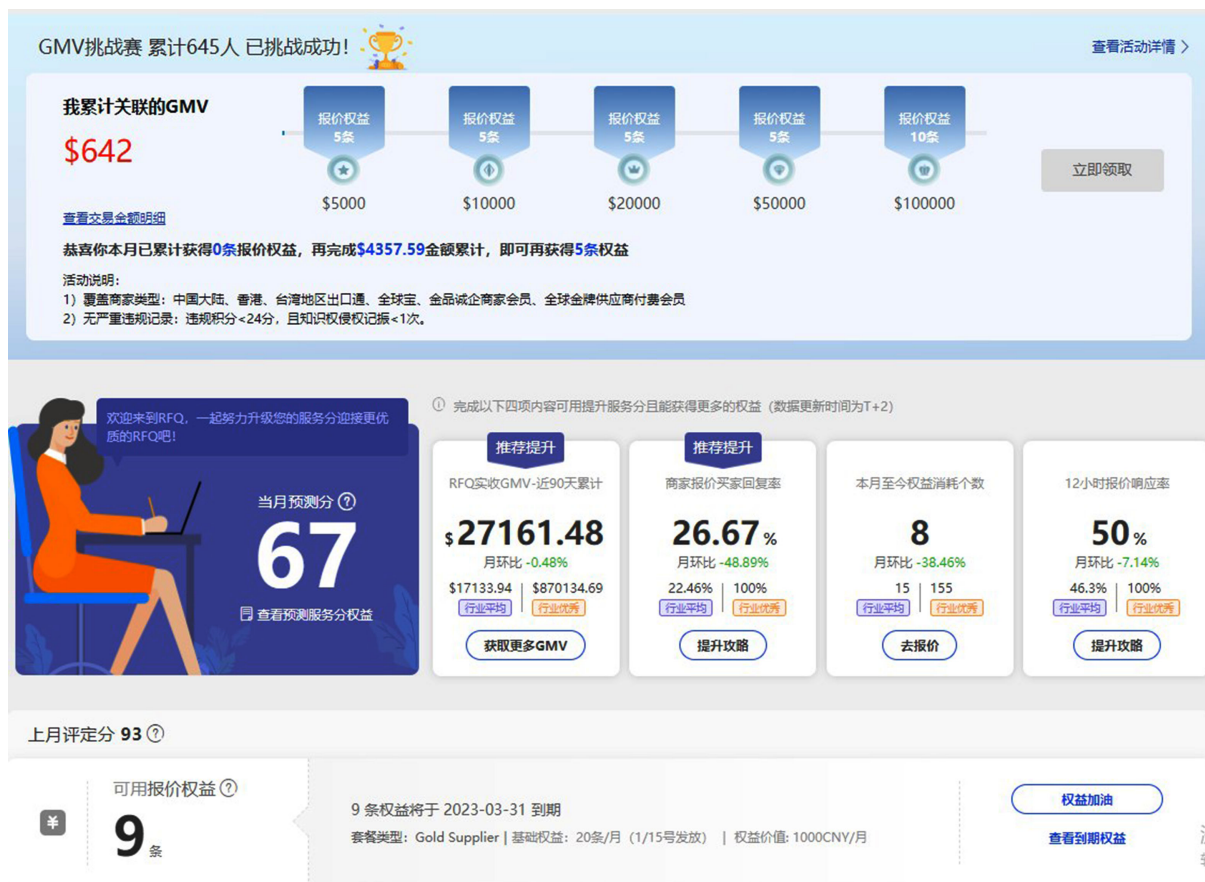 GMV挑战赛 累计645人 已挑战成功！
查看活动详情
我累计关联的GMV
$642
查看交易金额明细
报价权益
5条
$5000
报价权益
5条
$10000
报价权益
5条
$20000
报价权益
5条
$50000
报价权益
10条
$100000
立即领取
恭喜你本月已累计获得0条报价权益，再完成$4357.59金额累计，即可再获得5条权益
活动说明：
1）覆盖商家类型：中国大陆、香港、台湾地区出口通、全球宝、金品诚企商家会员、全球金牌供应商付费会员
2）无严重违规记录：违规积分<24分，且知识权侵权记振<1次。
欢迎来到RFQ，一起努力升级您的服务分迎接更优
质的RFQ吧！
当月预测分
67
查看预测服务分权益
完成以下四项内容可用提升服务分且能获得更多的权益（数据更新时间为T+2）
推荐提升
RFQ实收GMV-近90天累计
$27161.48
月环比 -0.48%
$17133.94 | $870134.69
行业平均 行业优秀
获取更多GMV
推荐提升
商家报价买家回复率
26.67%
月环比 -48.89%
22.46% | 100%
行业平均 行业优秀
提升攻略
本月至今权益消耗个数
8
月环比 -38.46%
15 | 155
行业平均 行业优秀
去报价
12小时报价响应率
50%
月环比 -7.14%
46.3% | 100%
行业平均 行业优秀
提升攻略
上月评定分 93
¥
可用报价权益
9条
9 条权益将于 2023-03-31 到期
套餐类型：Gold Supplier | 基础权益：20条/月（1/15号发放） | 权益价值: 1000CNY/月
权益加油
查看到期权益